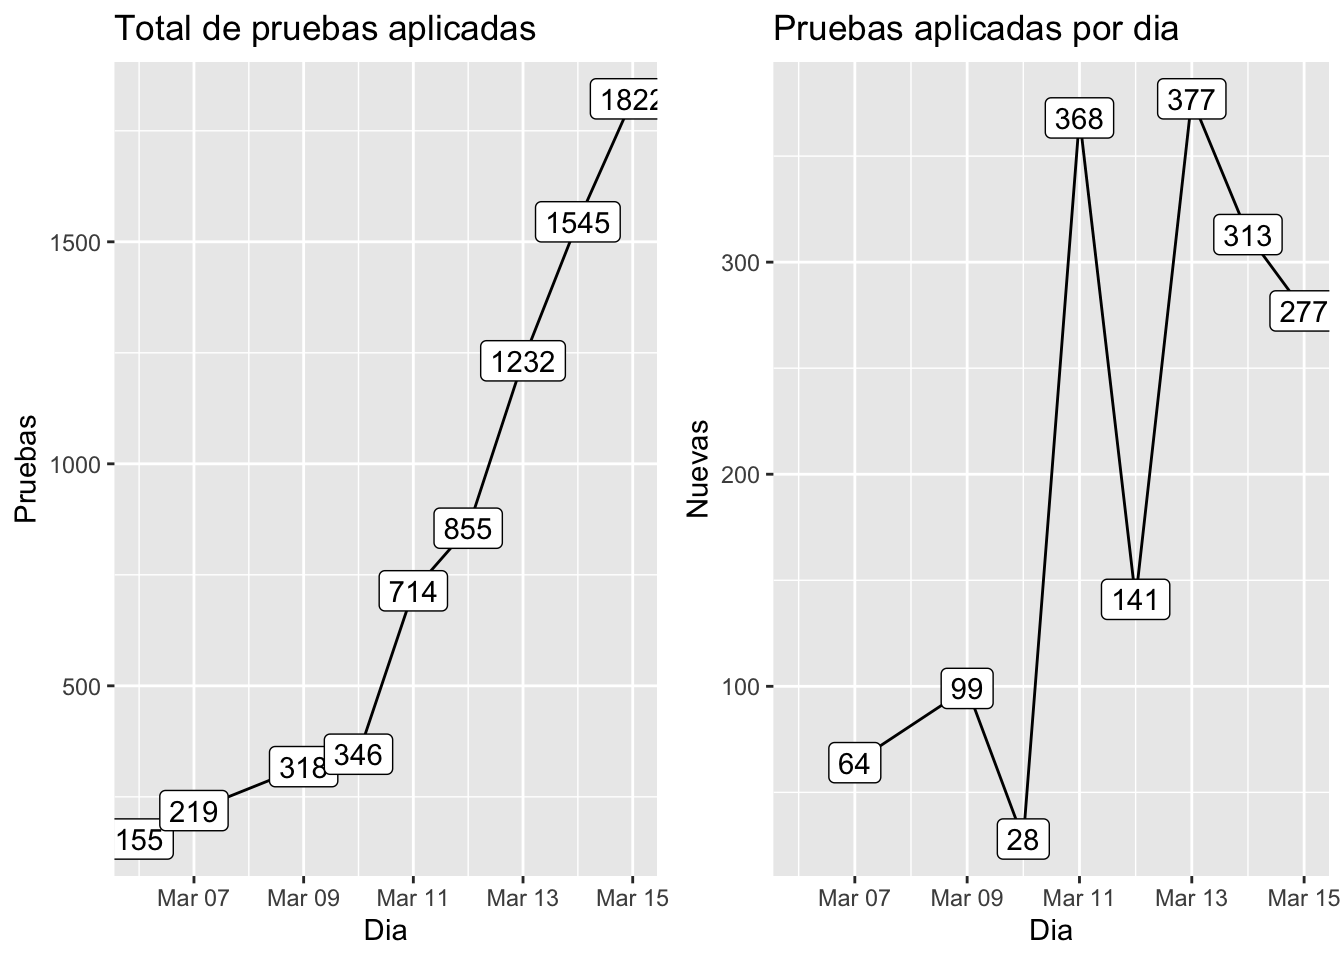 Total de pruebas aplicadas
Pruebas
1500
1000
500
155
219
318
346
714
855
1232
1545
1822
Mar 07 Mar 09 Mar 11 Mar 13 Mar 15
Dia
Pruebas aplicadas por dia
Nuevas
300
200
100
64
99
28
368
141
377
313
277
Mar 07 Mar 09 Mar 11 Mar 13 Mar 15
Dia